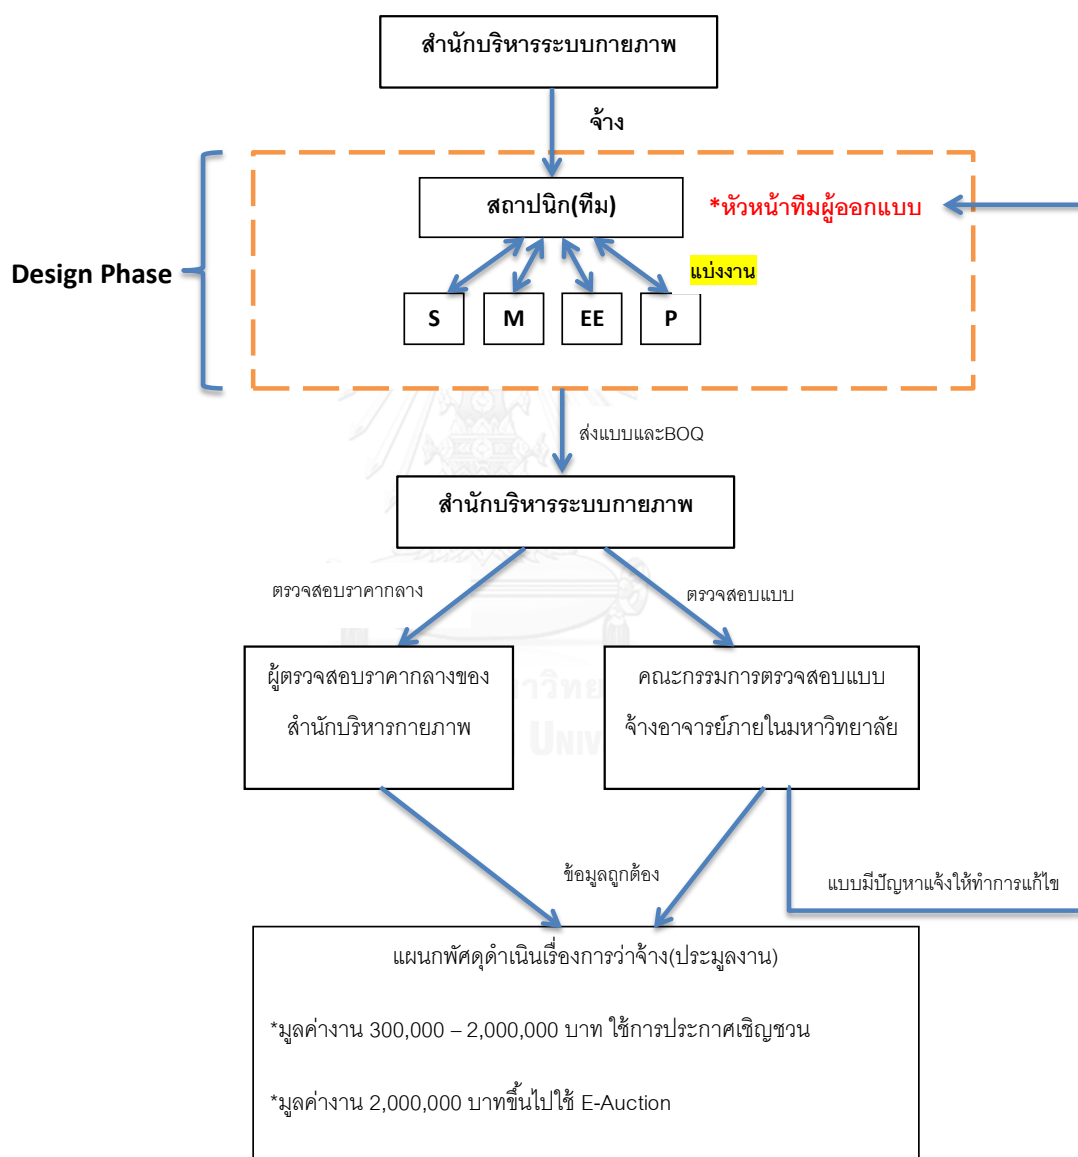 สำนักบริหารระบบกายภาพ
จ้าง
สถาปนิก(ทีม)
*หัวหน้าทีมผู้ออกแบบ
Design Phase
แบ่งงาน
S
M
EE
P
ส่งแบบและBOQ
สำนักบริหารระบบกายภาพ
ตรวจสอบราคากลาง
ตรวจสอบแบบ
ผู้ตรวจสอบราคากลางของ
สำนักบริหารกายภาพ
คณะกรรมการตรวจสอบแบบ
จ้างอาจารย์ภายในมหาวิทยาลัย
ข้อมูลถูกต้อง
แบบมีปัญหาแจ้งให้ทำการแก้ไข
แผนกพัศดุดำเนินเรื่องการว่าจ้าง(ประมูลงาน)
*มูลค่างาน 300,000 – 2,000,000 บาท ใช้การประกาศเชิญชวน
*มูลค่างาน 2,000,000 บาทขึ้นไปใช้ E-Auction